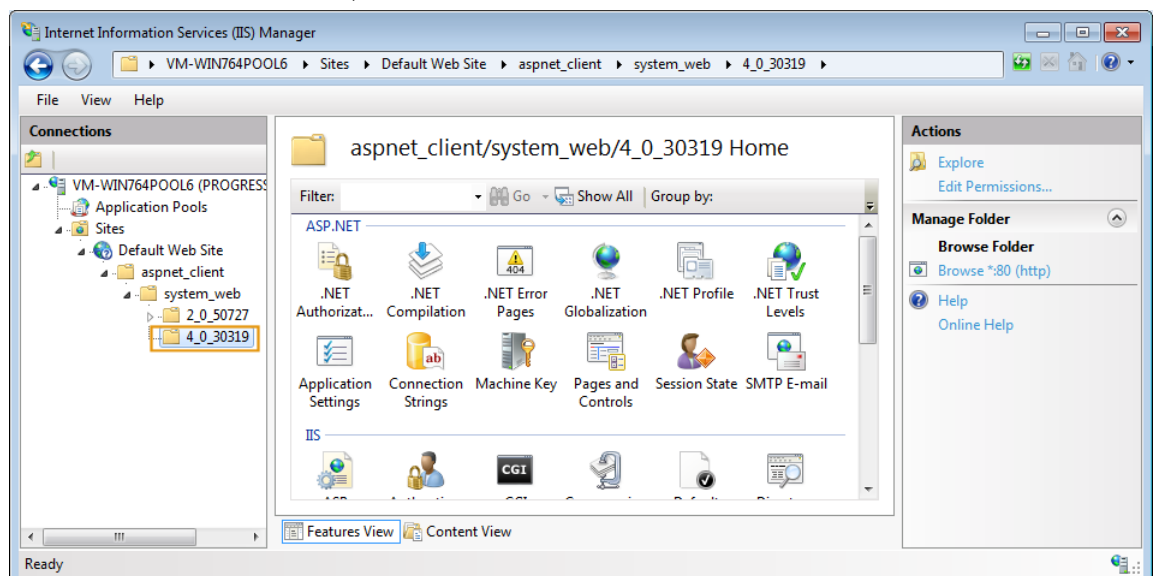 Internet Information Services (IIS) Manager
VM-WIN764POOL6 Sites Default Web Site aspnet_client system_web 4_0_30319
File View Help
Connections
VM-WIN764POOL6 (PROGRESS
Application Pools
Sites
Default Web Site
aspnet_client
system_web
2_0_50727
4_0_30319
aspnet_client/system_web/4_0_30319 Home
Filter: Go Show All Group by:
ASP.NET
.NET Authorizat...
.NET Compilation
.NET Error Pages
.NET Globalization
.NET Profile
.NET Trust Levels
Application Settings
Connection Strings
Machine Key
Pages and Controls
Session State
SMTP E-mail
IIS
Features View Content View
Actions
Explore
Edit Permissions...
Manage Folder
Browse Folder
Browse *:80 (http)
Help
Online Help
Ready